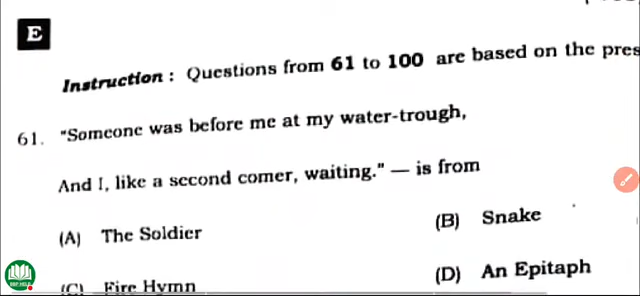 E
Instruction : Questions from 61 to 100 are based on the pres
61. "Someone was before me at my water-trough,
And I, like a second comer, waiting." — is from
(A) The Soldier
(B) Snake
(C) Fire Hymn
(D) An Epitaph